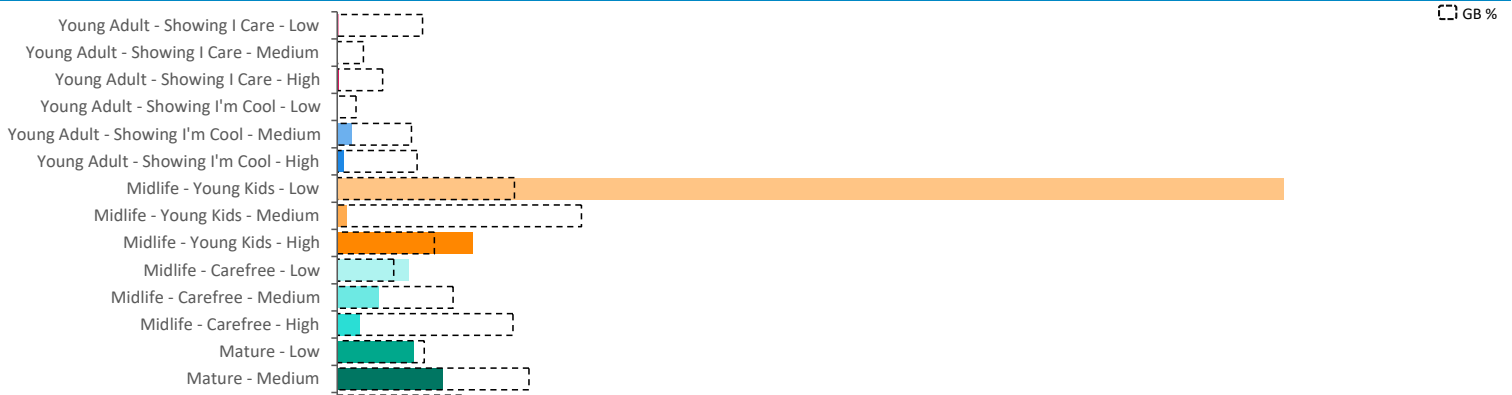 GB %
Young Adult - Showing I Care - Low
Young Adult - Showing I Care - Medium
Young Adult - Showing I Care - High
Young Adult - Showing I'm Cool - Low
Young Adult - Showing I'm Cool - Medium
Young Adult - Showing I'm Cool - High
Midlife - Young Kids - Low
Midlife - Young Kids - Medium
Midlife - Young Kids - High
Midlife - Carefree - Low
Midlife - Carefree - Medium
Midlife - Carefree - High
Mature - Low
Mature - Medium